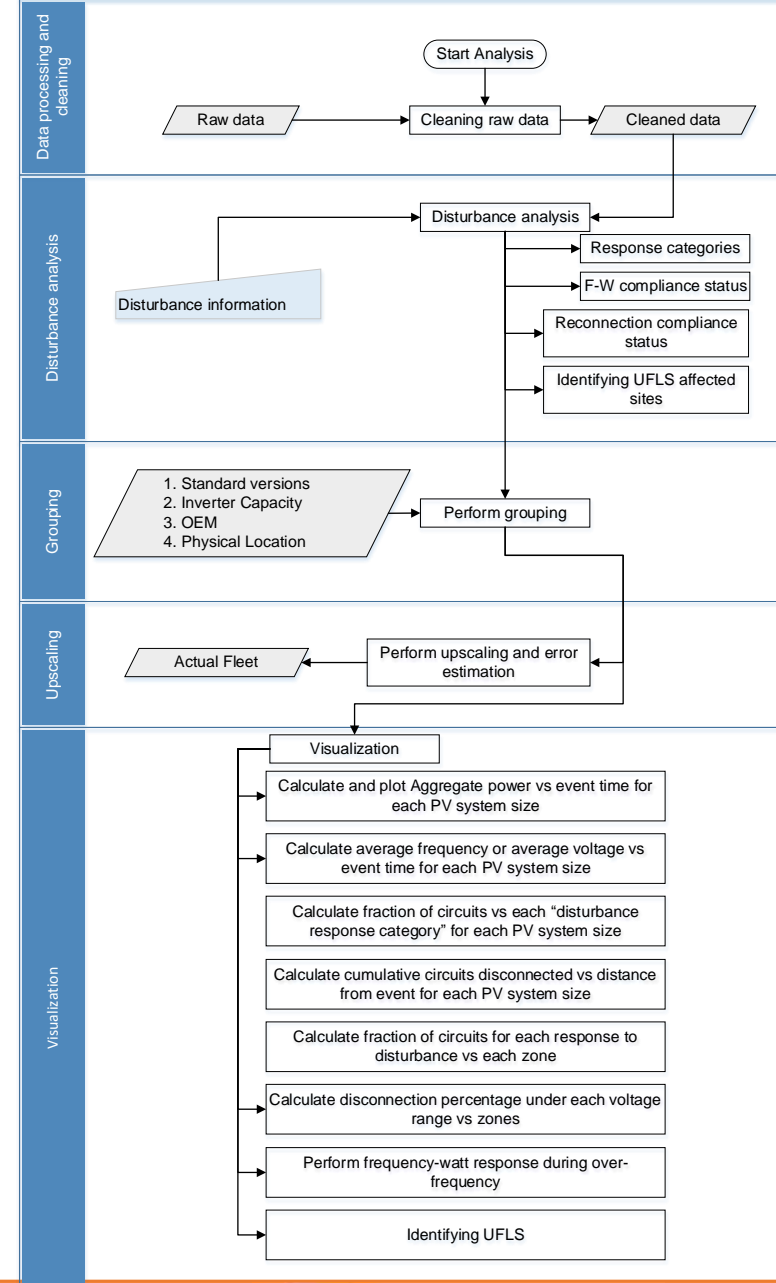 Data processing and
cleaning
Start Analysis
Raw data
Cleaning raw data
Cleaned data
Disturbance analysis
Disturbance analysis
Response categories
F-W compliance status
Disturbance information
Reconnection compliance
status
Identifying UFLS affected
sites
Grouping
1. Standard versions
2. Inverter Capacity
3. OEM
4. Physical Location
Perform grouping
Upscaling
Actual Fleet
Perform upscaling and error
estimation
Visualization
Visualization
Calculate and plot Aggregate power vs event time for
each PV system size
Calculate average frequency or average voltage vs
event time for each PV system size
Calculate fraction of circuits vs each “disturbance
response category” for each PV system size
Calculate cumulative circuits disconnected vs distance
from event for each PV system size
Calculate fraction of circuits for each response to
disturbance vs each zone
Calculate disconnection percentage under each voltage
range vs zones
Perform frequency-watt response during over-
frequency
Identifying UFLS